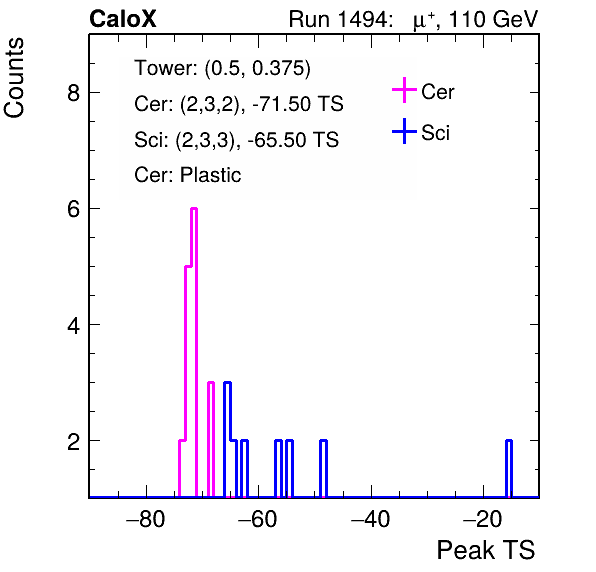 CaloX Run 1494: μ⁺, 110 GeV
Counts
Tower: (0.5, 0.375)
Cer: (2,3,2), -71.50 TS
Sci: (2,3,3), -65.50 TS
Cer: Plastic
Cer
Sci
8
6
4
2
−80 −60 −40 −20
Peak TS